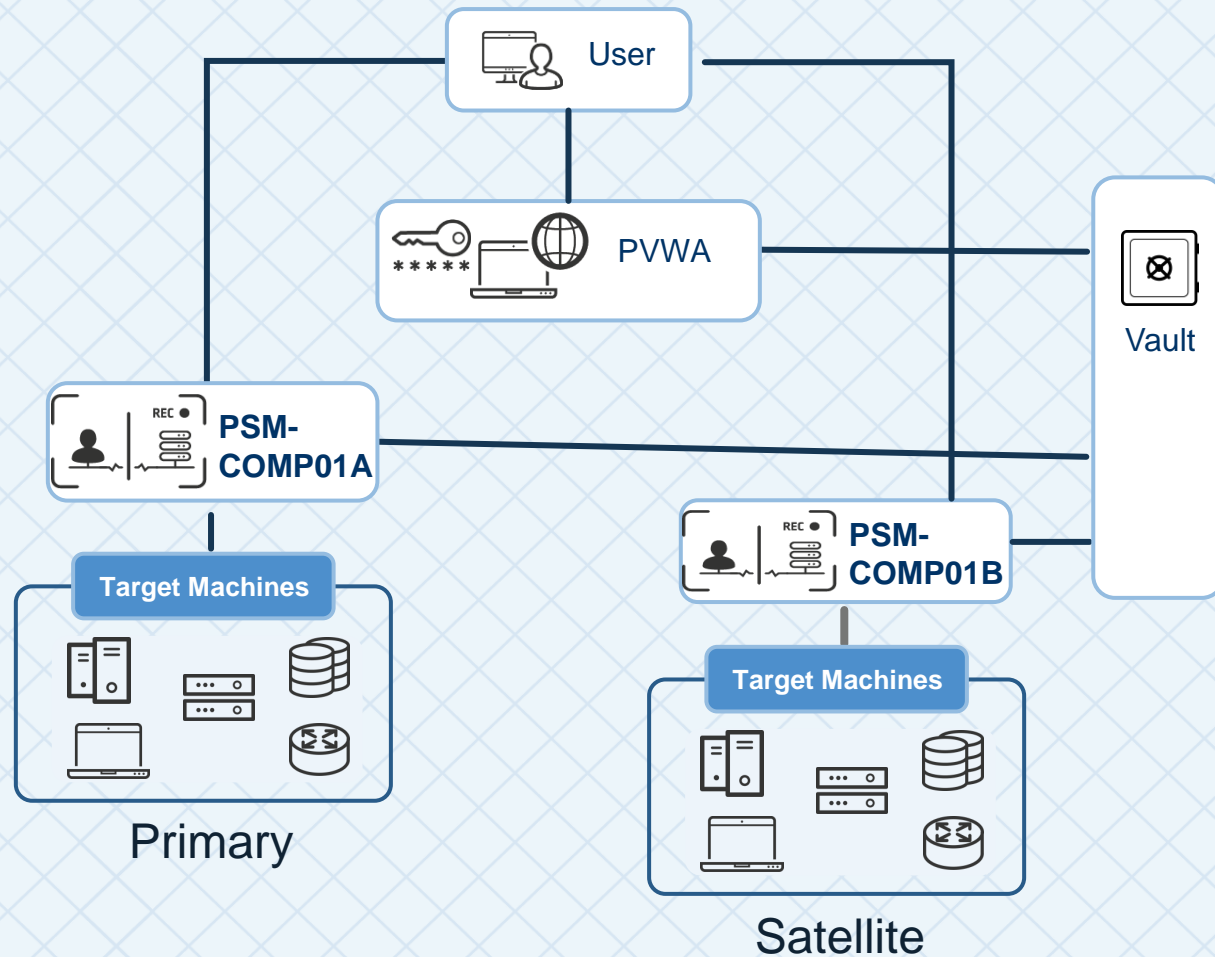 User
*****
PVWA
Vault
REC
PSM-
COMP01A
REC
PSM-
COMP01B
Target Machines
Target Machines
Primary
Satellite